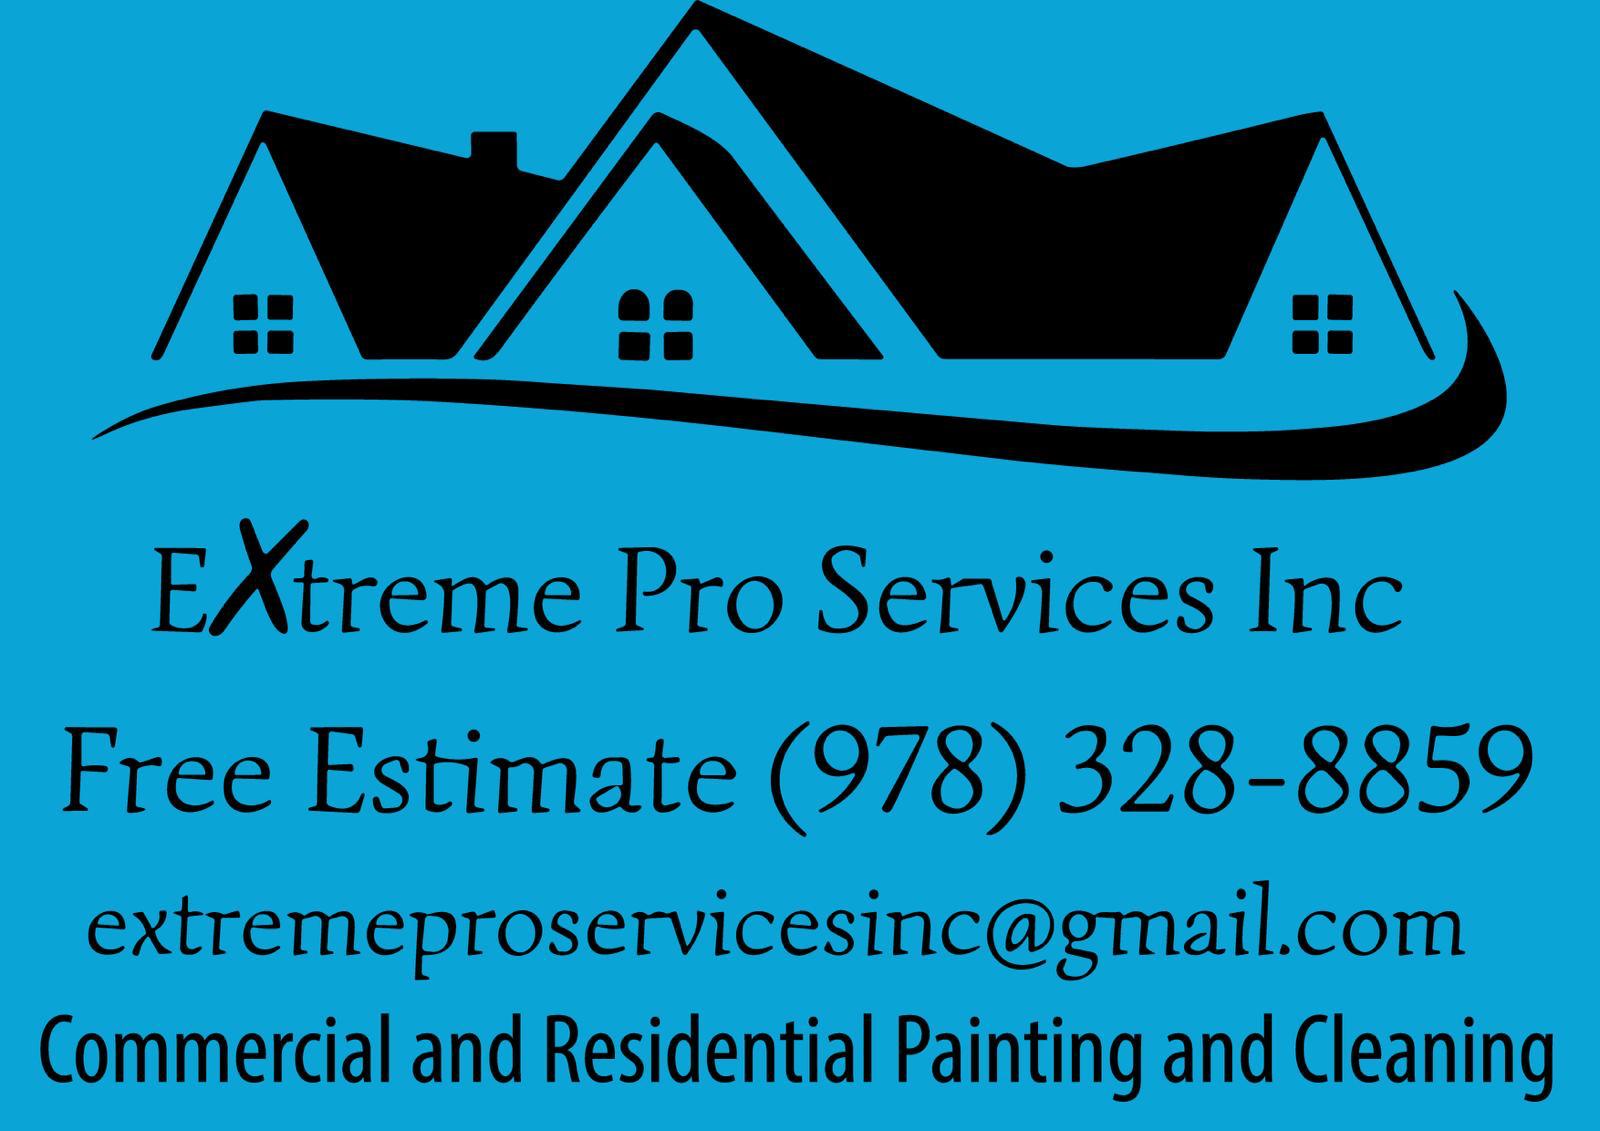 EXtreme Pro Services Inc
Free Estimate (978) 328-8859
extremeproservicesinc@gmail.com
Commercial and Residential Painting and Cleaning